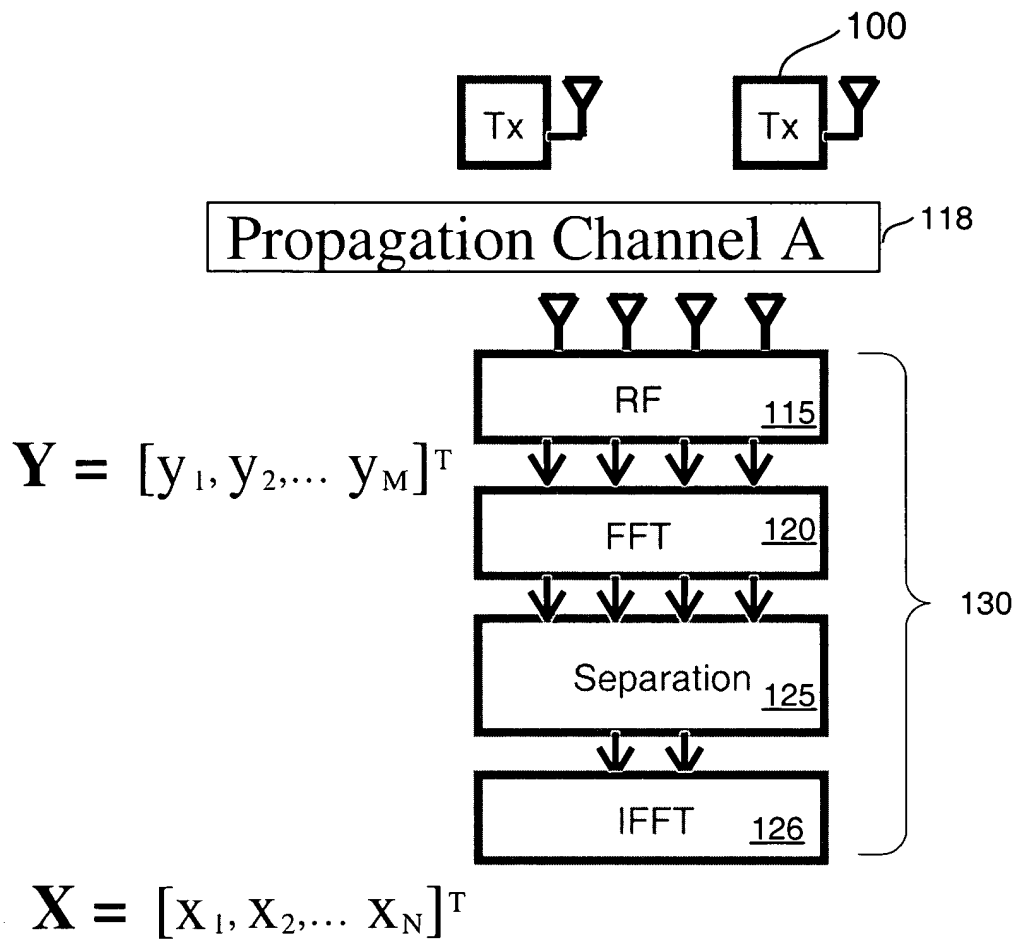 100
Tx Tx
Propagation Channel A
118
RF
115
Y = [y1, y2,... yM]T
FFT
120
130
Separation
125
IFFT
126
X = [x1, x2,... xN]T